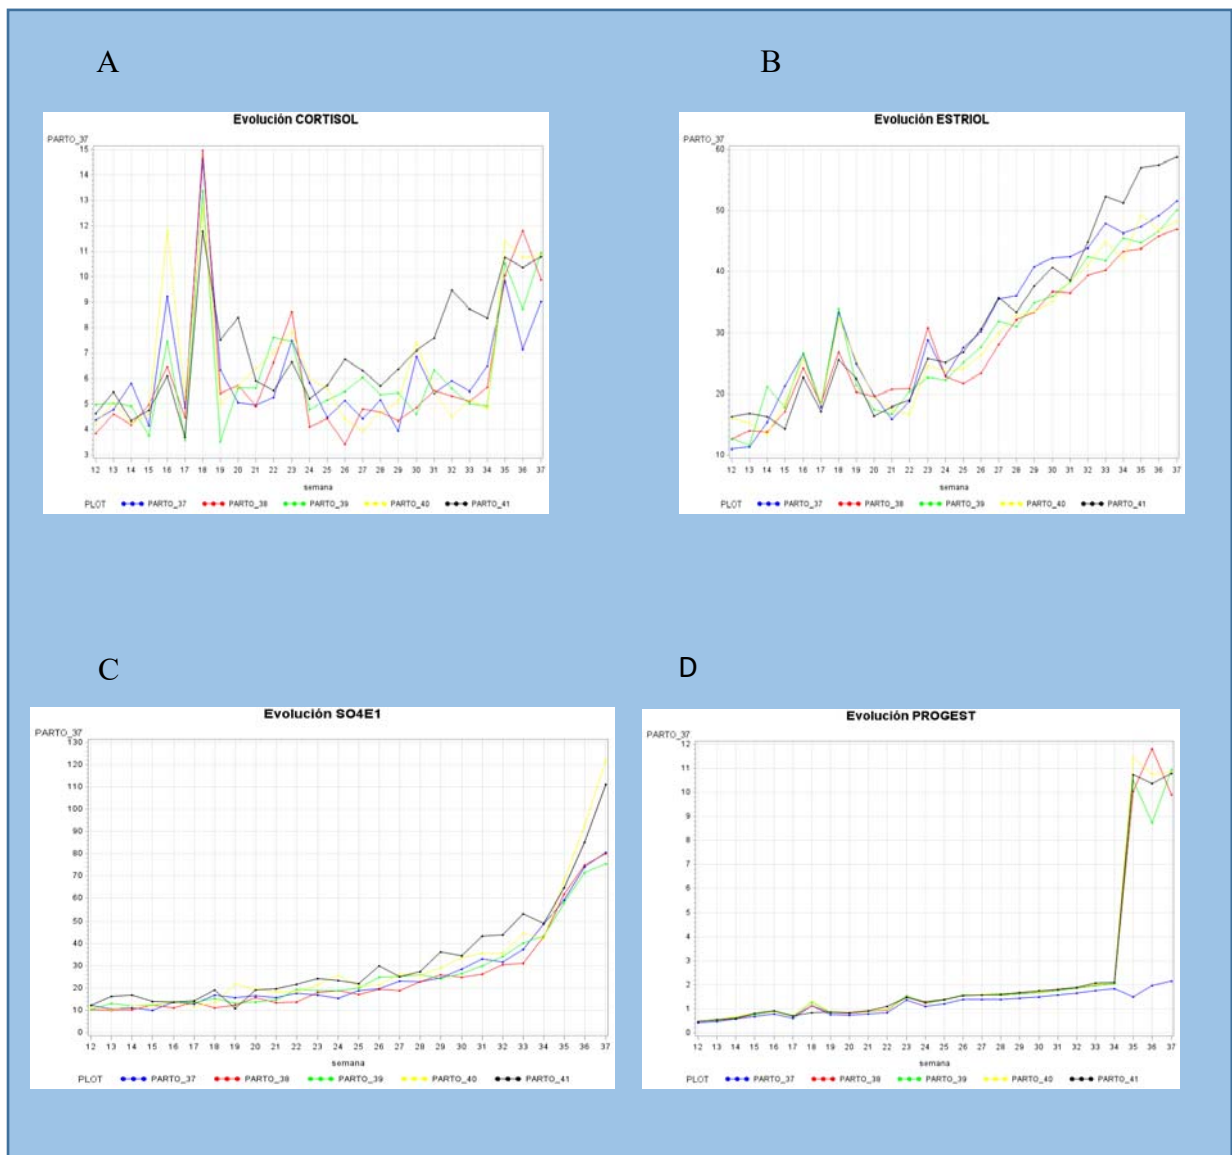 A
B
Evolución CORTISOL
PARTO_37
15
14
13
12
11
10
9
8
7
6
5
4
3
12 13 14 15 16 17 18 19 20 21 22 23 24 25 26 27 28 29 30 31 32 33 34 35 36 37
semana
PLOT PARTO_37 PARTO_38 PARTO_39 PARTO_40 PARTO_41
Evolución ESTRIOL
PARTO_37
60
50
40
30
20
10
12 13 14 15 16 17 18 19 20 21 22 23 24 25 26 27 28 29 30 31 32 33 34 35 36 37
semana
PLOT PARTO_37 PARTO_38 PARTO_39 PARTO_40 PARTO_41
C
D
Evolución SO4E1
PARTO_37
130
120
110
100
90
80
70
60
50
40
30
20
10
0
12 13 14 15 16 17 18 19 20 21 22 23 24 25 26 27 28 29 30 31 32 33 34 35 36 37
semana
PLOT PARTO_37 PARTO_38 PARTO_39 PARTO_40 PARTO_41
Evolución PROGEST
PARTO_37
12
11
10
9
8
7
6
5
4
3
2
1
0
12 13 14 15 16 17 18 19 20 21 22 23 24 25 26 27 28 29 30 31 32 33 34 35 36 37
semana
PLOT PARTO_37 PARTO_38 PARTO_39 PARTO_40 PARTO_41